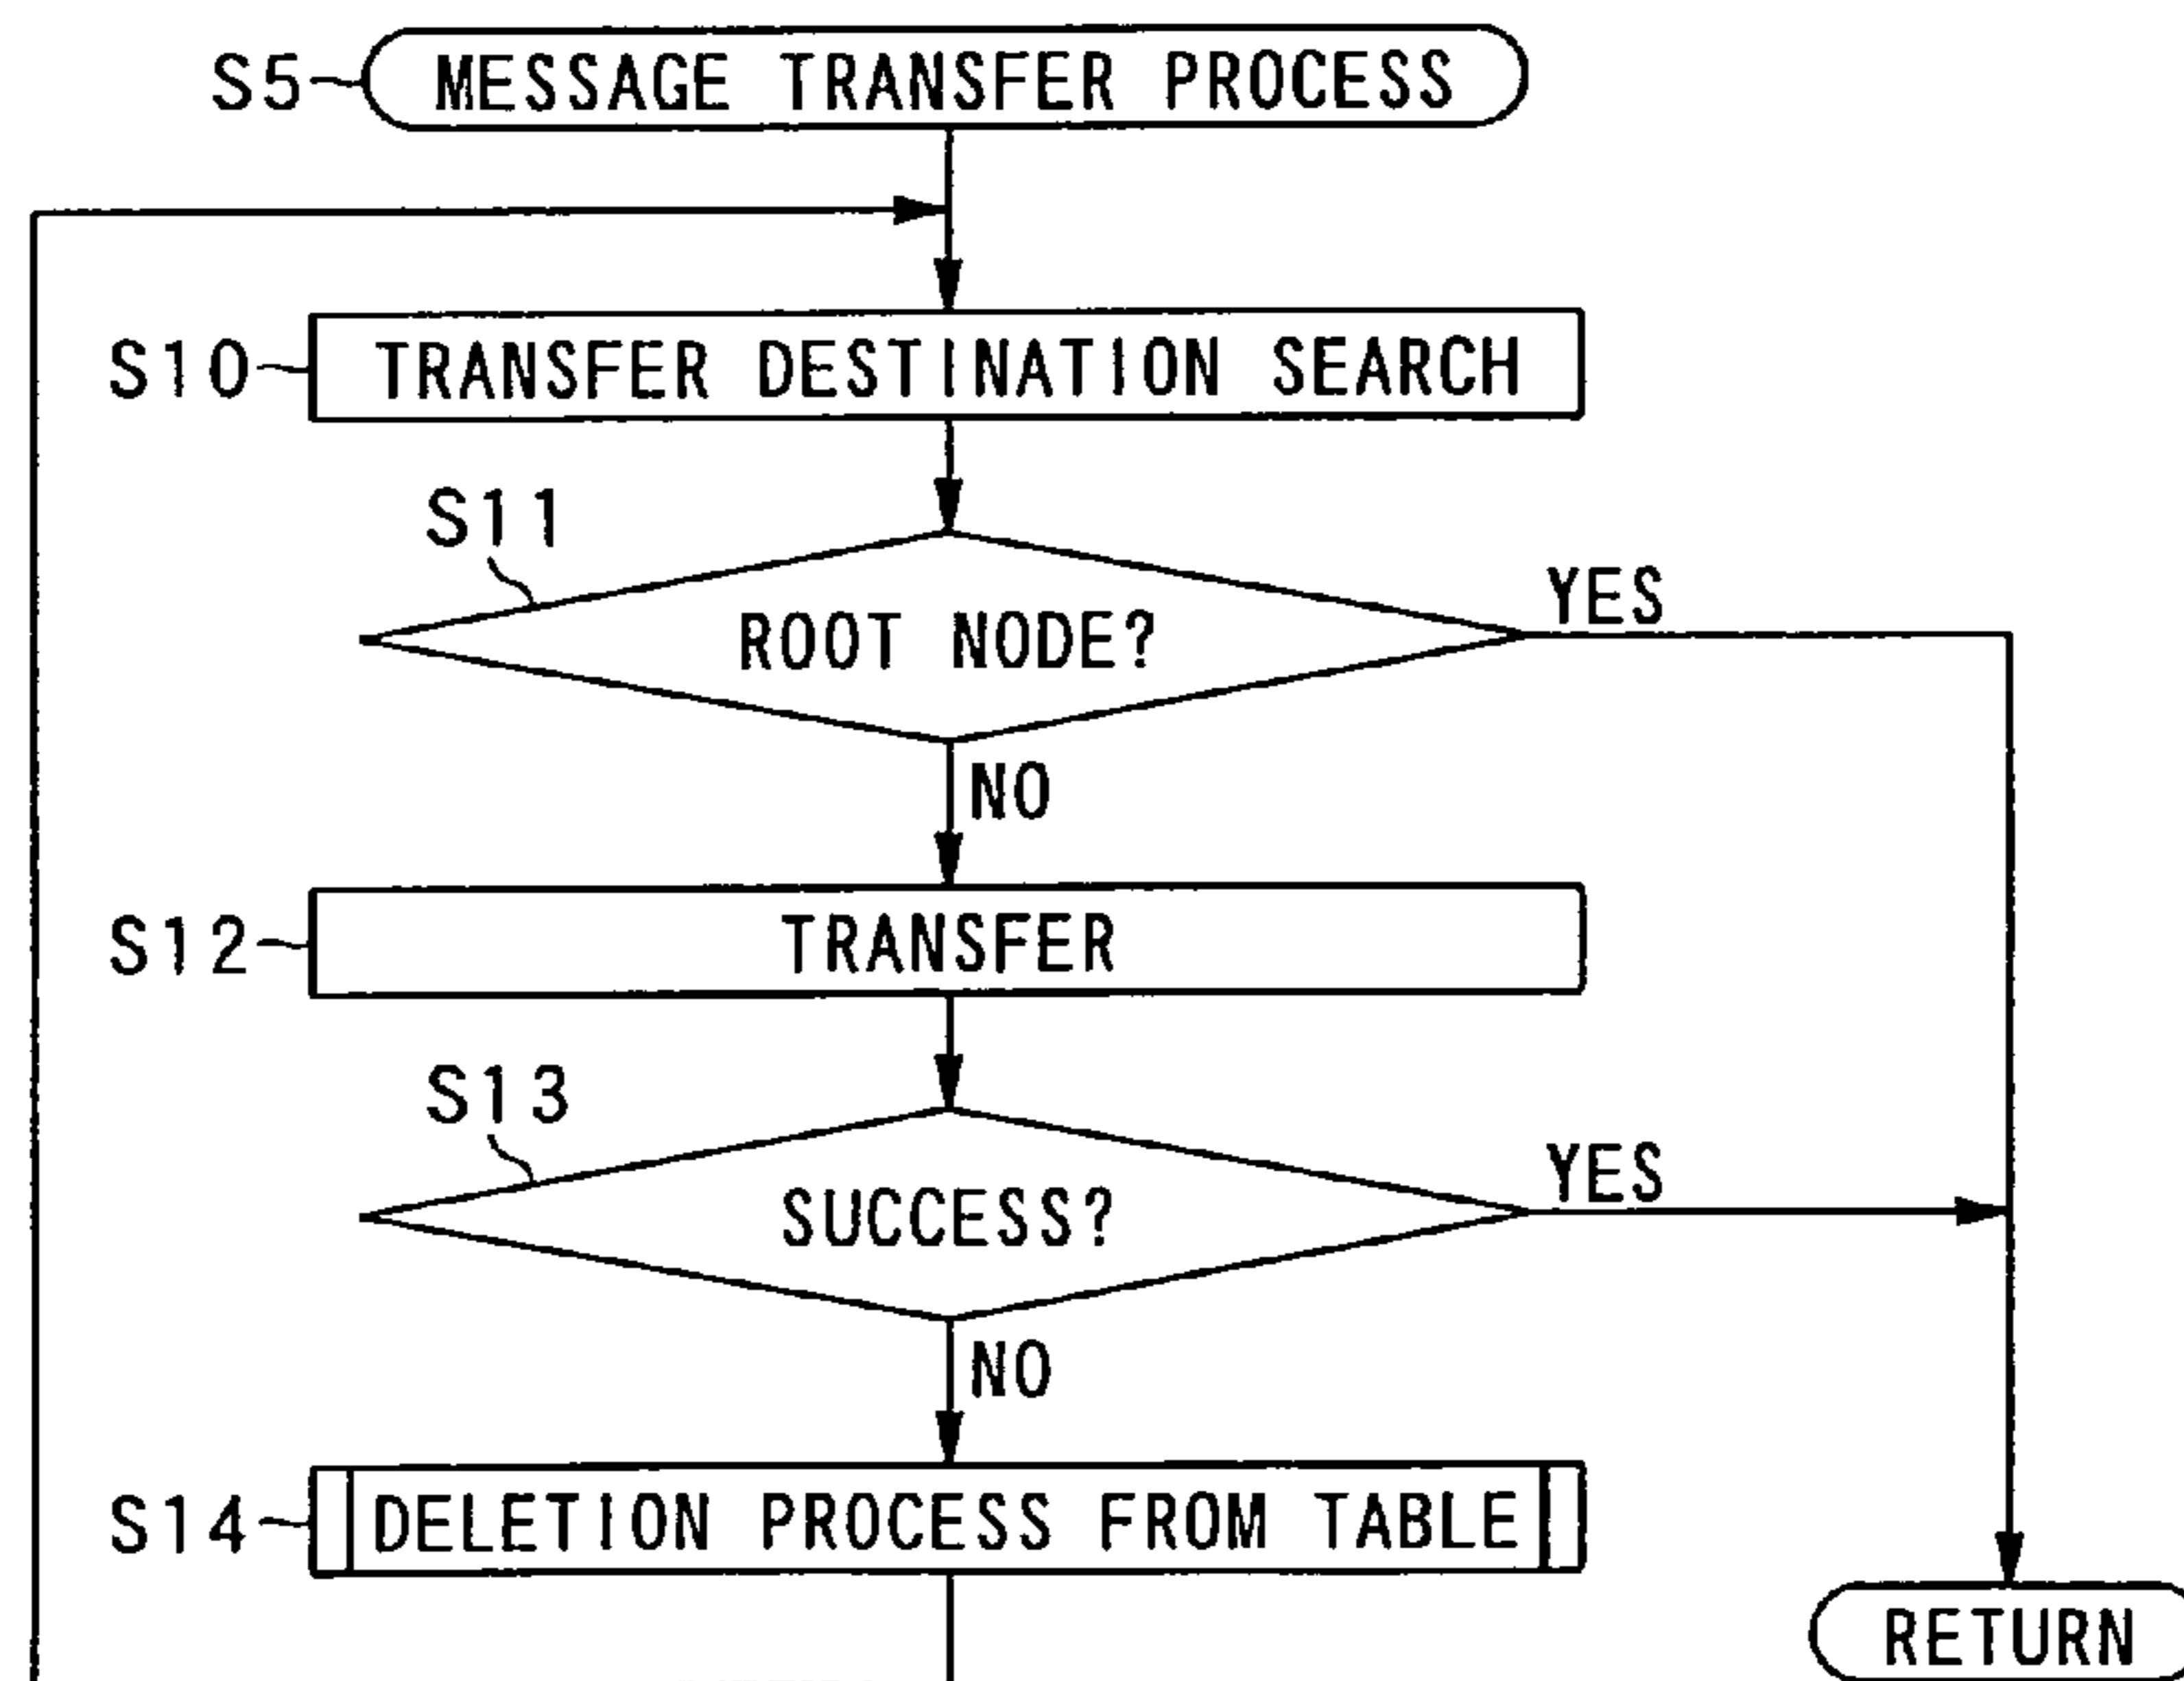 S5 MESSAGE TRANSFER PROCESS
S10 TRANSFER DESTINATION SEARCH
S11
ROOT NODE?
YES
NO
S12 TRANSFER
S13
SUCCESS?
YES
NO
S14 DELETION PROCESS FROM TABLE
RETURN